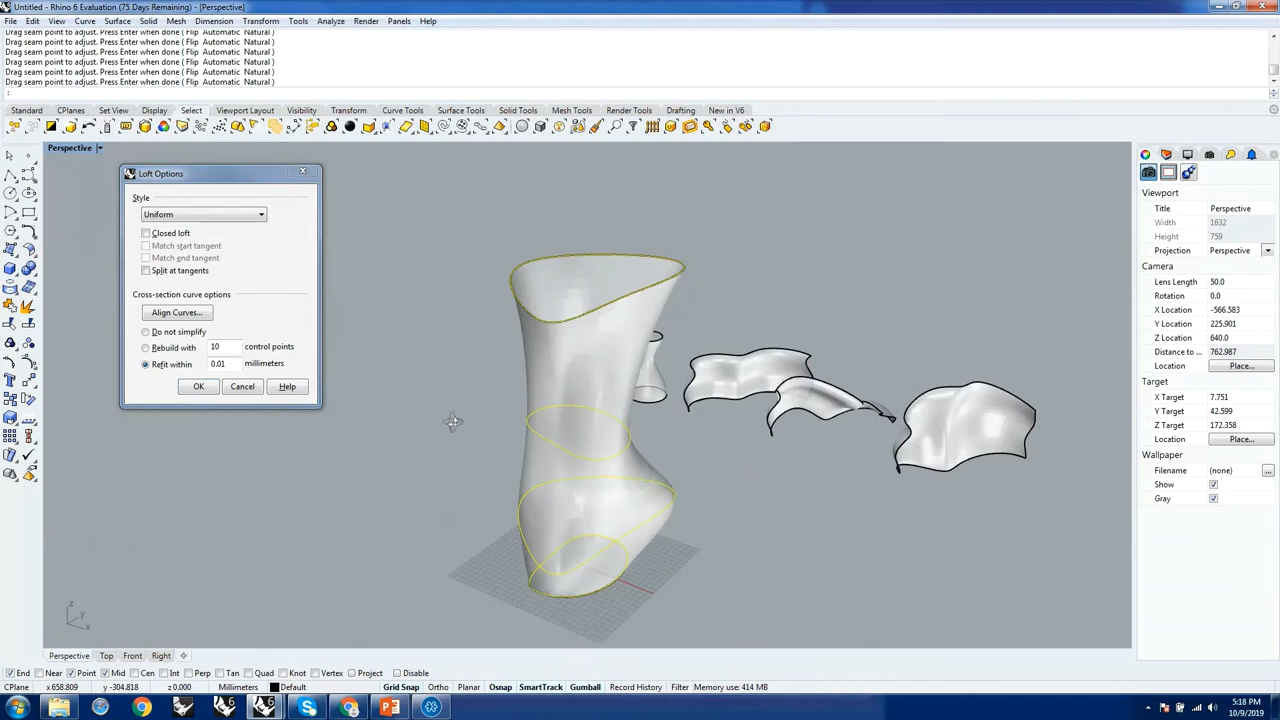 Untitled - Rhino 6 Evaluation (75 Days Remaining) - [Perspective]
File Edit View Curve Surface Solid Mesh Dimension Transform Tools Analyze Render Panels Help
Drag seam point to adjust. Press Enter when done ( Flip Automatic Natural )
Drag seam point to adjust. Press Enter when done ( Flip Automatic Natural )
Drag seam point to adjust. Press Enter when done ( Flip Automatic Natural )
Drag seam point to adjust. Press Enter when done ( Flip Automatic Natural )
Drag seam point to adjust. Press Enter when done ( Flip Automatic Natural )
Drag seam point to adjust. Press Enter when done ( Flip Automatic Natural )
:
Standard CPlanes Set View Display Select Viewport Layout Visibility Transform Curve Tools Surface Tools Solid Tools Mesh Tools Render Tools Drafting New in V6
Perspective
Loft Options
Style
Uniform
Closed loft
Match start tangent
Match end tangent
Split at tangents
Cross-section curve options
Align Curves...
Do not simplify
Rebuild with 10 control points
Refit within 0.01 millimeters
OK Cancel Help
z
y
x
Viewport
Title Perspective
Width 1632
Height 759
Projection Perspective
Camera
Lens Length 50.0
Rotation 0.0
X Location -566.583
Y Location 225.901
Z Location 640.0
Distance to ... 762.987
Location Place...
Target
X Target 7.751
Y Target 42.599
Z Target 172.358
Location Place...
Wallpaper
Filename (none) ...
Show
Gray
Perspective Top Front Right
End Near Point Mid Cen Int Perp Tan Quad Knot Vertex Project Disable
CPlane x 658.809 y -304.818 z 0.000 Millimeters Default Grid Snap Ortho Planar Osnap SmartTrack Gumball Record History Filter Memory use: 414 MB
5:18 PM
10/9/2019